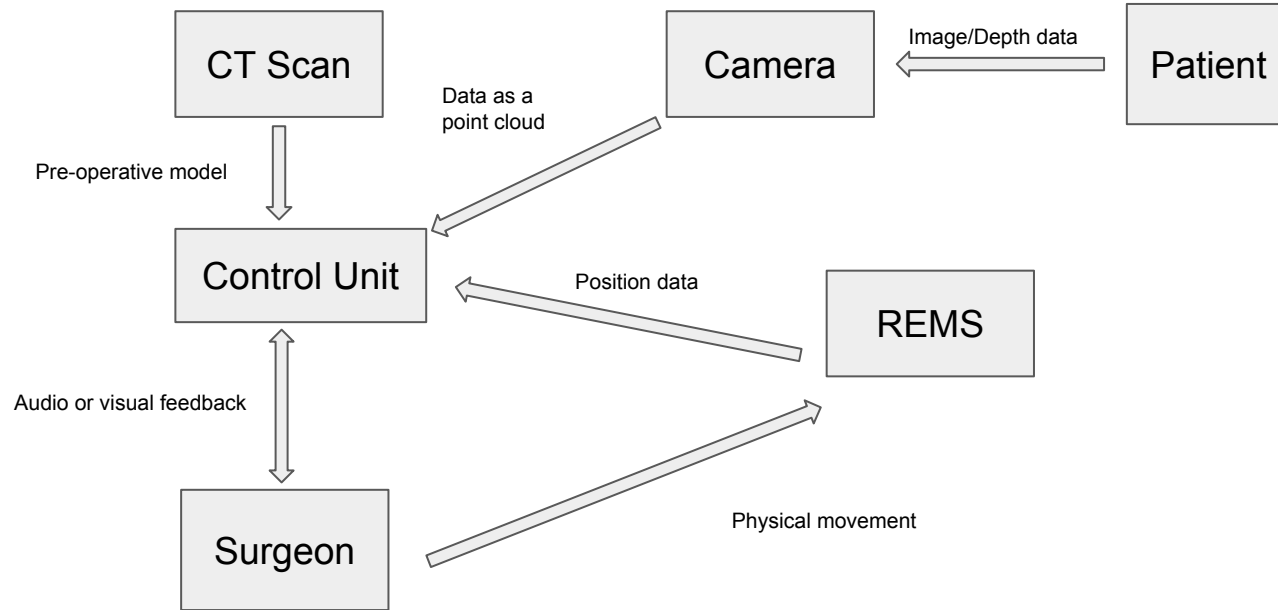 CT Scan
Camera
Image/Depth data
Patient
Data as a
point cloud
Pre-operative model
Control Unit
Position data
REMS
Audio or visual feedback
Surgeon
Physical movement